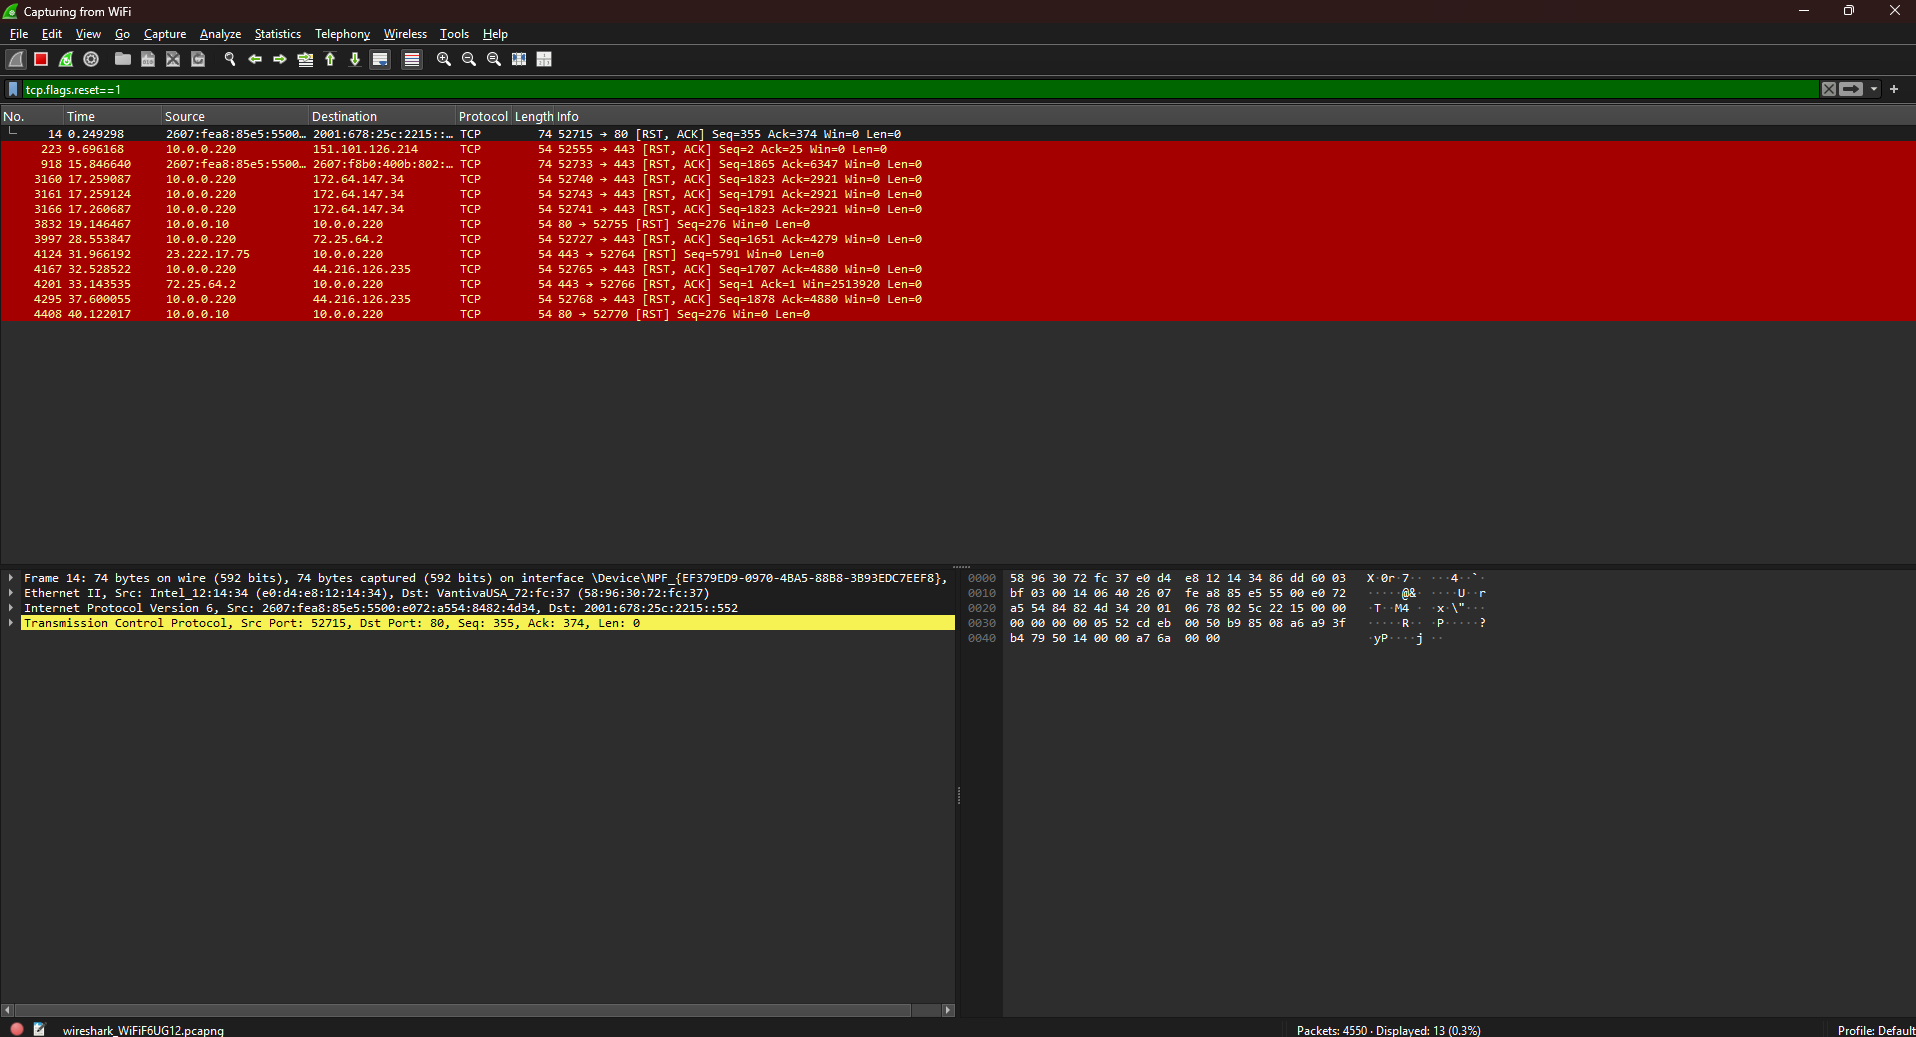 Capturing from WiFi
File Edit View Go Capture Analyze Statistics Telephony Wireless Tools Help
tcp.flags.reset==1
No. Time Source Destination Protocol Length Info
14 0.249298 2607:fea8:85e5:5500… 2001:678:25c:2215::… TCP 74 52715 → 80 [RST, ACK] Seq=355 Ack=374 Win=0 Len=0
223 9.696168 10.0.0.220 151.101.126.214 TCP 54 52555 → 443 [RST, ACK] Seq=2 Ack=25 Win=0 Len=0
918 15.846640 2607:fea8:85e5:5500… 2607:f8b0:400b:802:… TCP 74 52733 → 443 [RST, ACK] Seq=1865 Ack=6347 Win=0 Len=0
3160 17.259087 10.0.0.220 172.64.147.34 TCP 54 52740 → 443 [RST, ACK] Seq=1823 Ack=2921 Win=0 Len=0
3161 17.259124 10.0.0.220 172.64.147.34 TCP 54 52743 → 443 [RST, ACK] Seq=1791 Ack=2921 Win=0 Len=0
3166 17.260687 10.0.0.220 172.64.147.34 TCP 54 52741 → 443 [RST, ACK] Seq=1823 Ack=2921 Win=0 Len=0
3832 19.146467 10.0.0.10 10.0.0.220 TCP 54 80 → 52755 [RST] Seq=276 Win=0 Len=0
3997 28.553847 10.0.0.220 72.25.64.2 TCP 54 52727 → 443 [RST, ACK] Seq=1651 Ack=4279 Win=0 Len=0
4124 31.966192 23.222.17.75 10.0.0.220 TCP 54 443 → 52764 [RST] Seq=5791 Win=0 Len=0
4167 32.528522 10.0.0.220 44.216.126.235 TCP 54 52765 → 443 [RST, ACK] Seq=1707 Ack=4880 Win=0 Len=0
4201 33.143535 72.25.64.2 10.0.0.220 TCP 54 443 → 52766 [RST, ACK] Seq=1 Ack=1 Win=2513920 Len=0
4295 37.600055 10.0.0.220 44.216.126.235 TCP 54 52768 → 443 [RST, ACK] Seq=1878 Ack=4880 Win=0 Len=0
4408 40.122017 10.0.0.10 10.0.0.220 TCP 54 80 → 52770 [RST] Seq=276 Win=0 Len=0
Frame 14: 74 bytes on wire (592 bits), 74 bytes captured (592 bits) on interface \Device\NPF_{EF379ED9-0970-4BA5-88B8-3B93EDC7EEF8},
Ethernet II, Src: Intel_12:14:34 (e0:d4:e8:12:14:34), Dst: VantivaUSA_72:fc:37 (58:96:30:72:fc:37)
Internet Protocol Version 6, Src: 2607:fea8:85e5:5500:e072:a554:8482:4d34, Dst: 2001:678:25c:2215::552
Transmission Control Protocol, Src Port: 52715, Dst Port: 80, Seq: 355, Ack: 374, Len: 0
0000 58 96 30 72 fc 37 e0 d4 e8 12 14 34 86 dd 60 03 X·0r·7·· ···4··`·
0010 bf 03 00 14 06 40 26 07 fe a8 85 e5 55 00 e0 72 ·····@&· ····U··r
0020 a5 54 84 82 4d 34 20 01 06 78 02 5c 22 15 00 00 ·T··M4 · ·x·\"···
0030 00 00 00 00 05 52 cd eb 00 50 b9 85 08 a6 a9 3f ·····R·· ·P·····?
0040 b4 79 50 14 00 00 a7 6a 00 00 ·yP····j ··
wireshark_WiFiF6UG12.pcapng
Packets: 4550 · Displayed: 13 (0.3%)
Profile: Default